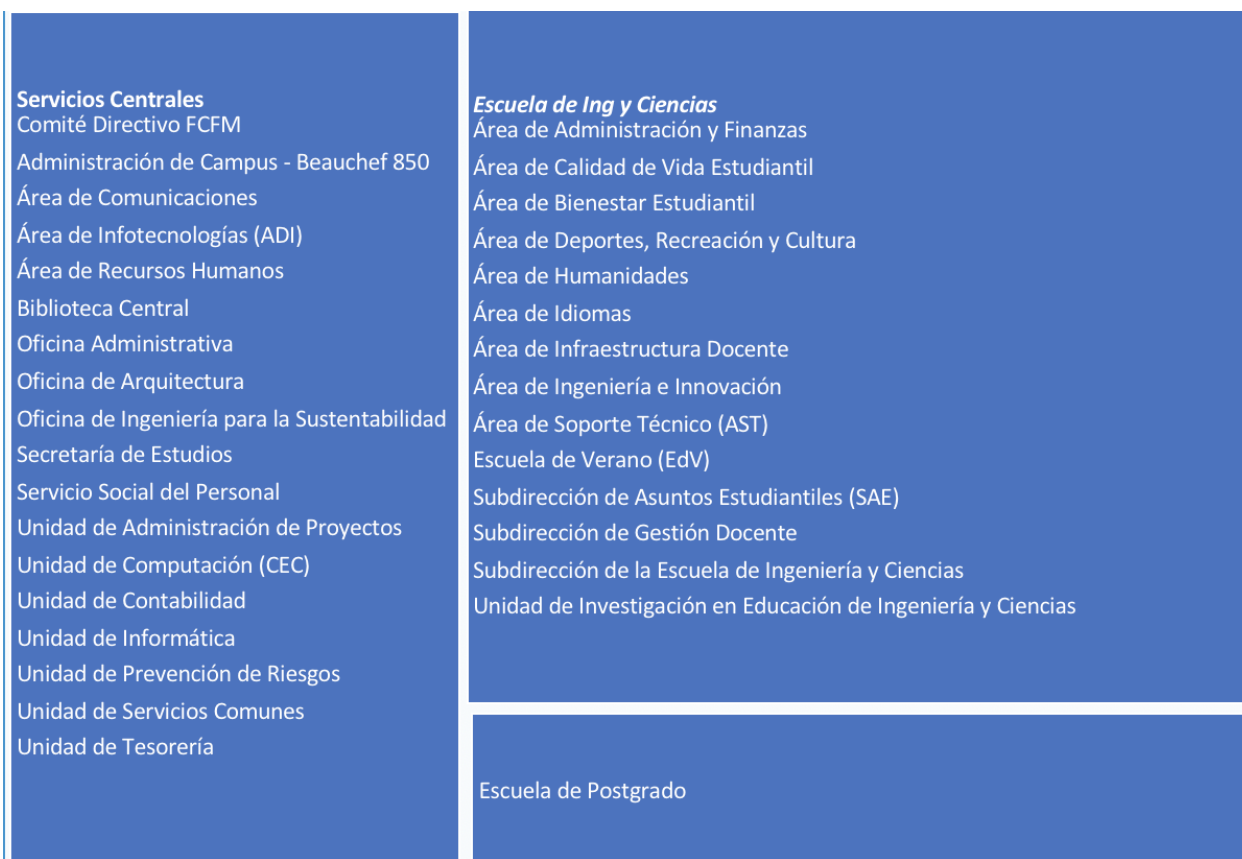 Servicios Centrales
Comité Directivo FCFM
Administración de Campus - Beauchef 850
Área de Comunicaciones
Área de Infotecnologías (ADI)
Área de Recursos Humanos
Biblioteca Central
Oficina Administrativa
Oficina de Arquitectura
Oficina de Ingeniería para la Sustentabilidad
Secretaría de Estudios
Servicio Social del Personal
Unidad de Administración de Proyectos
Unidad de Computación (CEC)
Unidad de Contabilidad
Unidad de Informática
Unidad de Prevención de Riesgos
Unidad de Servicios Comunes
Unidad de Tesorería
Escuela de Ing y Ciencias
Área de Administración y Finanzas
Área de Calidad de Vida Estudiantil
Área de Bienestar Estudiantil
Área de Deportes, Recreación y Cultura
Área de Humanidades
Área de Idiomas
Área de Infraestructura Docente
Área de Ingeniería e Innovación
Área de Soporte Técnico (AST)
Escuela de Verano (EdV)
Subdirección de Asuntos Estudiantiles (SAE)
Subdirección de Gestión Docente
Subdirección de la Escuela de Ingeniería y Ciencias
Unidad de Investigación en Educación de Ingeniería y Ciencias
Escuela de Postgrado